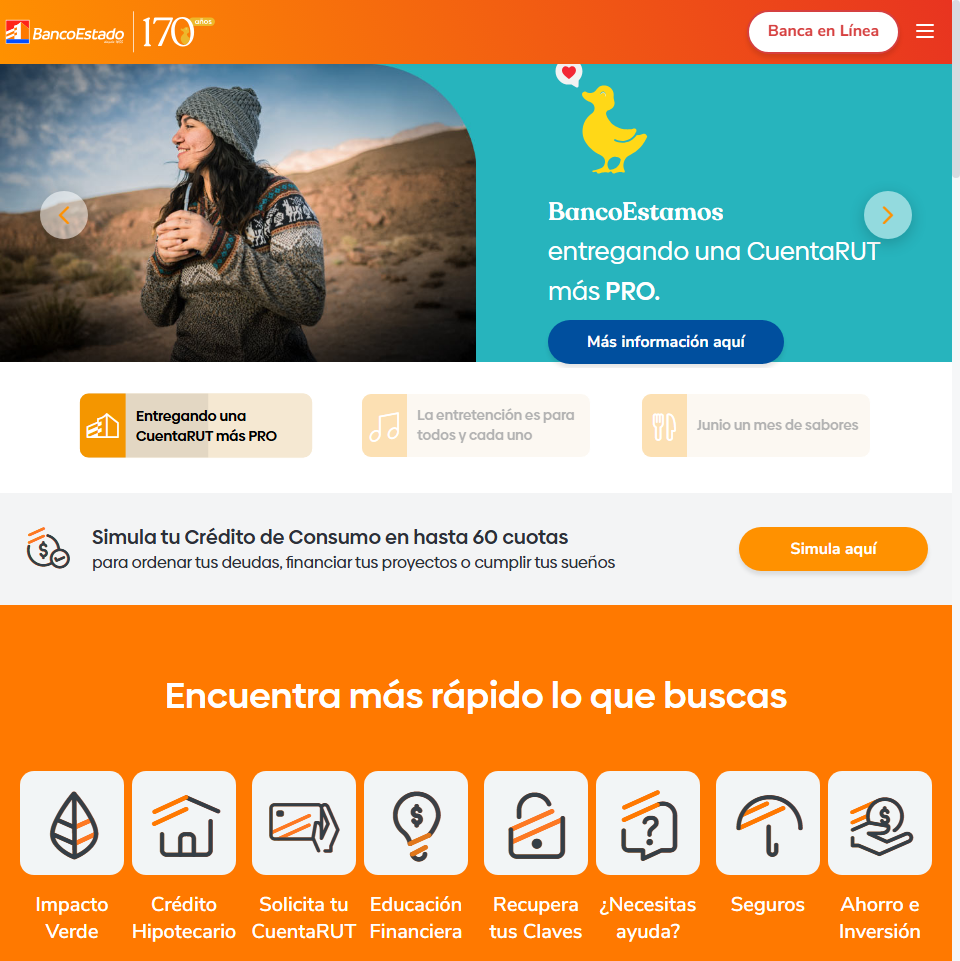 BancoEstado
170 años
Banca en Línea
BancoEstamos
entregando una CuentaRUT
más PRO.
Más información aquí
Entregando una
CuentaRUT más PRO
La entretención es para
todos y cada uno
Junio un mes de sabores
Simula tu Crédito de Consumo en hasta 60 cuotas
para ordenar tus deudas, financiar tus proyectos o cumplir tus sueños
Simula aquí
Encuentra más rápido lo que buscas
Impacto
Verde
Crédito
Hipotecario
Solicita tu
CuentaRUT
Educación
Financiera
Recupera
tus Claves
¿Necesitas
ayuda?
Seguros
Ahorro e
Inversión